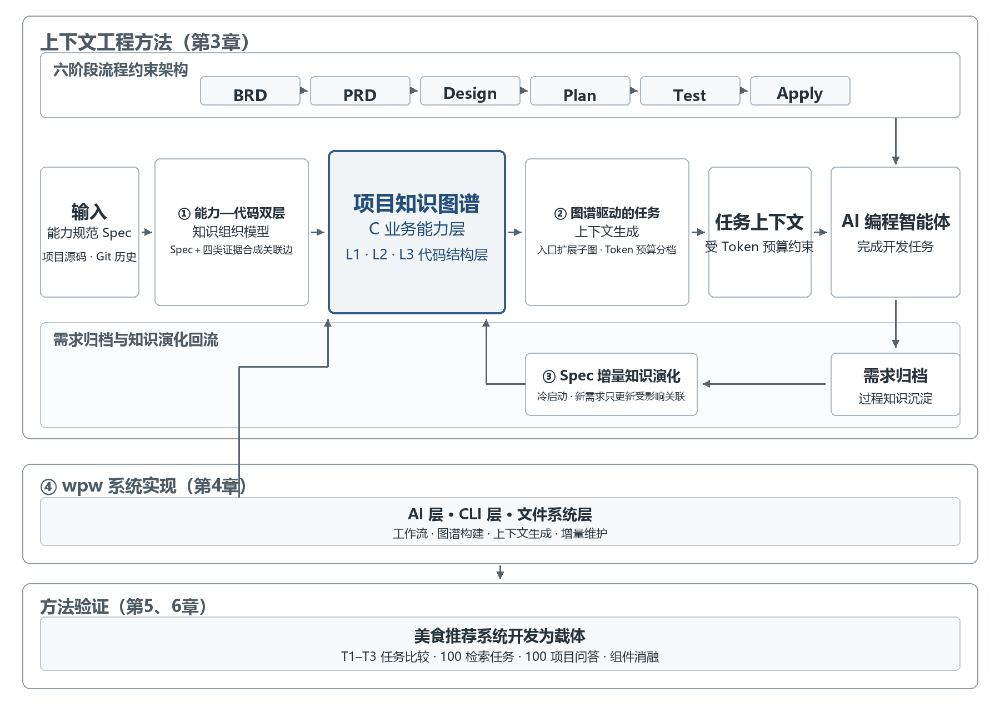 上下文工程方法（第3章）
六阶段流程约束架构
BRD
PRD
Design
Plan
Test
Apply
输入
能力规范 Spec
项目源码 · Git 历史
① 能力—代码双层
知识组织模型
Spec + 四类证据合成关联边
项目知识图谱
C 业务能力层
L1 · L2 · L3 代码结构层
② 图谱驱动的任务
上下文生成
入口扩展子图 · Token 预算分档
任务上下文
受 Token 预算约束
AI 编程智能体
完成开发任务
需求归档与知识演化回流
③ Spec 增量知识演化
冷启动 · 新需求只更新受影响关联
需求归档
过程知识沉淀
④ wpw 系统实现（第4章）
AI 层 • CLI 层 • 文件系统层
工作流 · 图谱构建 · 上下文生成 · 增量维护
方法验证（第5、6章）
美食推荐系统开发为载体
T1–T3 任务比较 · 100 检索任务 · 100 项目问答 · 组件消融